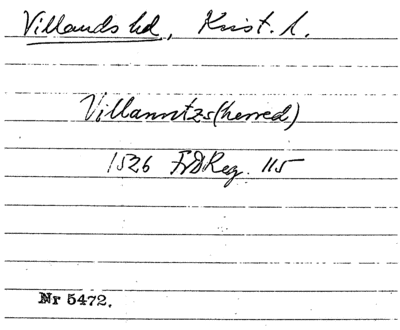 Villands hd, Krist. l.
Villanntzs(herred)
1526 FrDReg. 115
Nr 5472.